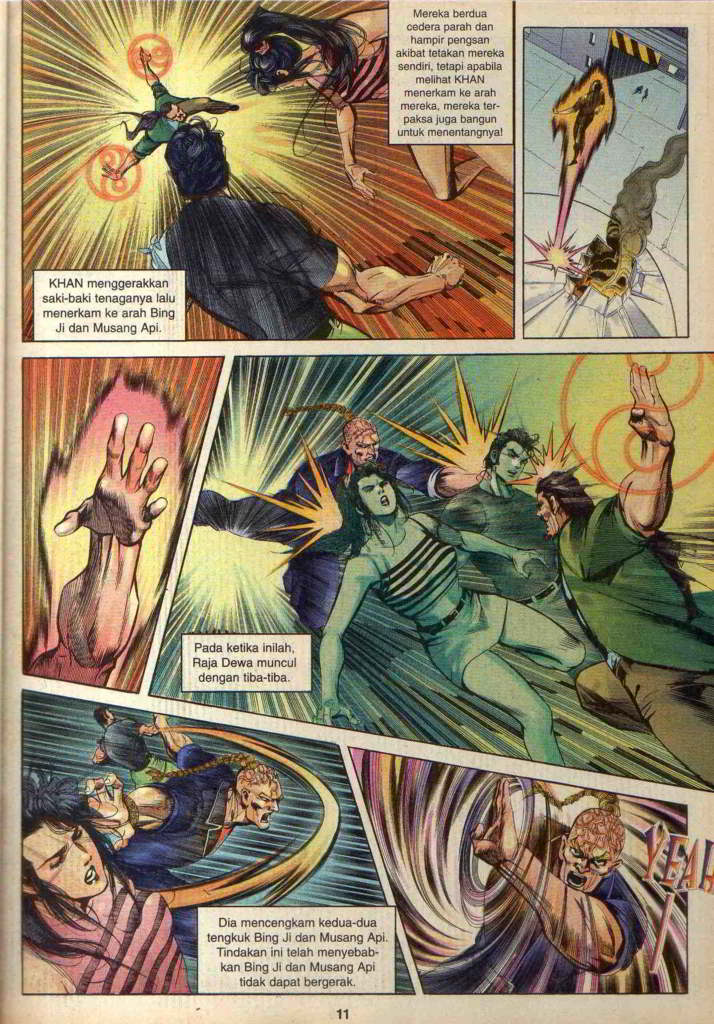 Mereka berdua
cedera parah dan
hampir pengsan
akibat tetakan mereka
sendiri, tetapi apabila
melihat KHAN
menerkam ke arah
mereka, mereka ter-
paksa juga bangun
untuk menentangnya!
KHAN menggerakkan
saki-baki tenaganya lalu
menerkam ke arah Bing
Ji dan Musang Api.
Pada ketika inilah,
Raja Dewa muncul
dengan tiba-tiba.
Dia mencengkam kedua-dua
tengkuk Bing Ji dan Musang Api.
Tindakan ini telah menyebab-
kan Bing Ji dan Musang Api
tidak dapat bergerak.
YEAH
!
11